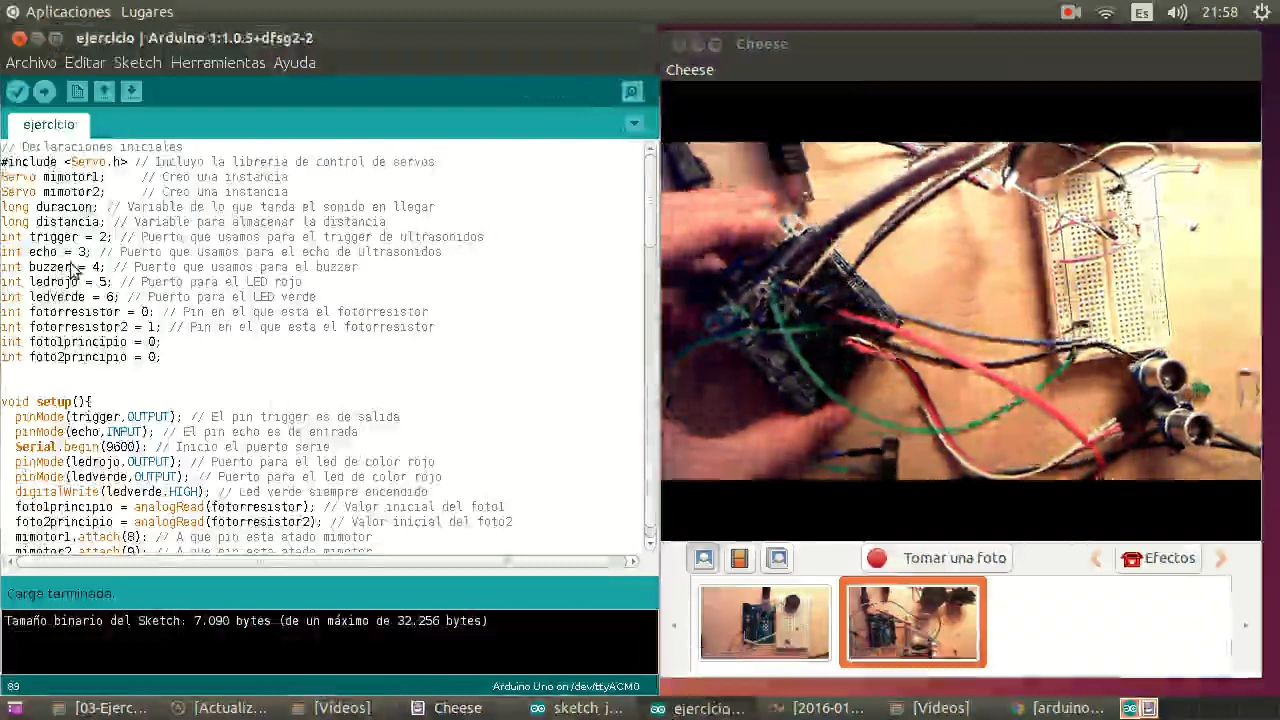 Aplicaciones Lugares
Es 21:58
ejercicio | Arduino 1:1.0.5+dfsg2-2
Archivo Editar Sketch Herramientas Ayuda
ejercicio
// Declaraciones iniciales
#include <Servo.h> // Incluyo la libreria de control de servos
Servo mimotor1; // Creo una instancia
Servo mimotor2; // Creo una instancia
long duracion; // Variable de lo que tarda el sonido en llegar
long distancia; // Variable para almacenar la distancia
int trigger = 2; // Puerto que usamos para el trigger de ultrasonidos
int echo = 3; // Puerto que usamos para el echo de ultrasonidos
int buzzer = 4; // Puerto que usamos para el buzzer
int ledrojo = 5; // Puerto para el LED rojo
int ledverde = 6; // Puerto para el LED verde
int fotorresistor = 0; // Pin en el que esta el fotorresistor
int fotorresistor2 = 1; // Pin en el que esta el fotorresistor
int foto1principio = 0;
int foto2principio = 0;
void setup(){
pinMode(trigger,OUTPUT); // El pin trigger es de salida
pinMode(echo,INPUT); // El pin echo es de entrada
Serial.begin(9600); // Inicio el puerto serie
pinMode(ledrojo,OUTPUT); // Puerto para el led de color rojo
pinMode(ledverde,OUTPUT); // Puerto para el led de color rojo
digitalWrite(ledverde,HIGH); // Led verde siempre encendido
foto1principio = analogRead(fotorresistor); // Valor inicial del foto1
foto2principio = analogRead(fotorresistor2); // Valor inicial del foto2
mimotor1.attach(8); // A que pin esta atado mimotor
mimotor2.attach(9); // A que pin esta atado mimotor
Carga terminada.
Tamaño binario del Sketch: 7.090 bytes (de un máximo de 32.256 bytes)
89 Arduino Uno on /dev/ttyACM0
Cheese
Cheese
Tomar una foto
Efectos
[03-Ejerc... [Actualiz... [Vídeos] Cheese sketch_j... ejercicio... [2016-01... [Vídeos] [arduino...